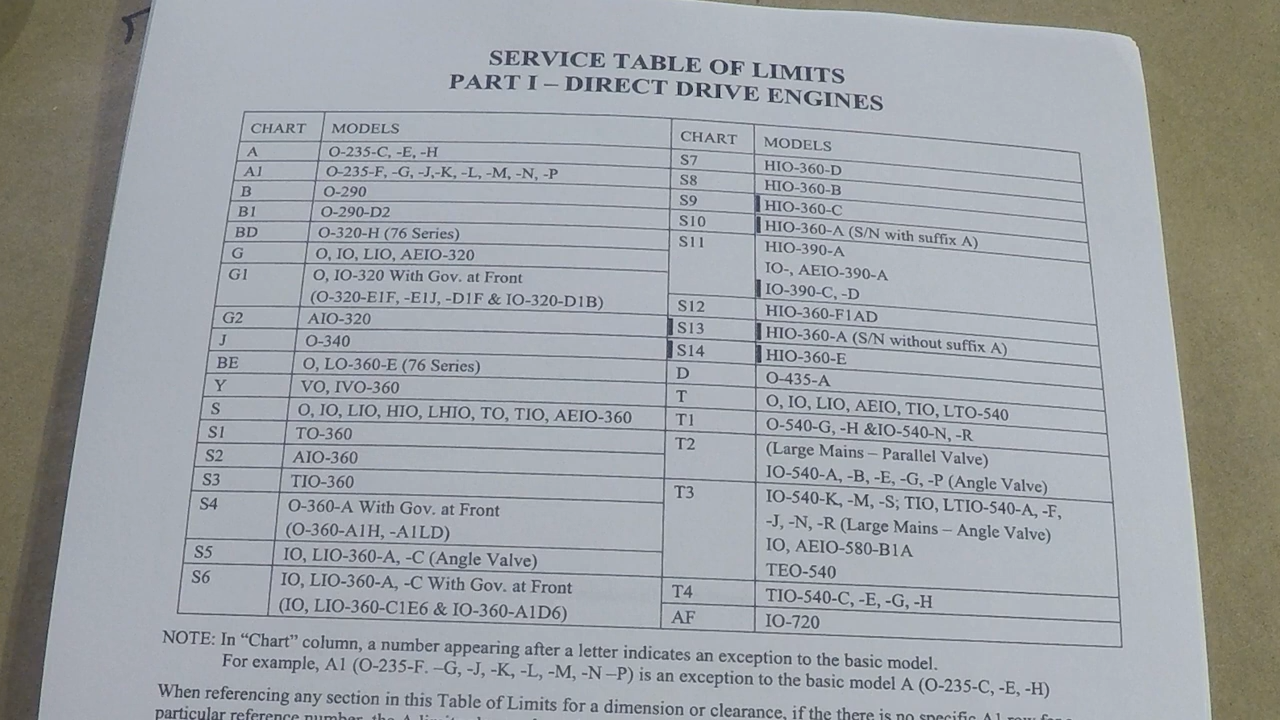 SERVICE TABLE OF LIMITS
PART I – DIRECT DRIVE ENGINES
CHART MODELS
A O-235-C, -E, -H
A1 O-235-F, -G, -J,-K, -L, -M, -N, -P
B O-290
B1 O-290-D2
BD O-320-H (76 Series)
G O, IO, LIO, AEIO-320
G1 O, IO-320 With Gov. at Front
(O-320-E1F, -E1J, -D1F & IO-320-D1B)
G2 AIO-320
J O-340
BE O, LO-360-E (76 Series)
Y VO, IVO-360
S O, IO, LIO, HIO, LHIO, TO, TIO, AEIO-360
S1 TO-360
S2 AIO-360
S3 TIO-360
S4 O-360-A With Gov. at Front
(O-360-A1H, -A1LD)
S5 IO, LIO-360-A, -C (Angle Valve)
S6 IO, LIO-360-A, -C With Gov. at Front
(IO, LIO-360-C1E6 & IO-360-A1D6)
CHART MODELS
S7 HIO-360-D
S8 HIO-360-B
S9 HIO-360-C
S10 HIO-360-A (S/N with suffix A)
S11 HIO-390-A
IO-, AEIO-390-A
IO-390-C, -D
S12 HIO-360-F1AD
S13 HIO-360-A (S/N without suffix A)
S14 HIO-360-E
D O-435-A
T O, IO, LIO, AEIO, TIO, LTO-540
T1 O-540-G, -H &IO-540-N, -R
T2 (Large Mains – Parallel Valve)
IO-540-A, -B, -E, -G, -P (Angle Valve)
T3 IO-540-K, -M, -S; TIO, LTIO-540-A, -F,
-J, -N, -R (Large Mains – Angle Valve)
IO, AEIO-580-B1A
TEO-540
T4 TIO-540-C, -E, -G, -H
AF IO-720
NOTE: In “Chart” column, a number appearing after a letter indicates an exception to the basic model.
For example, A1 (O-235-F. –G, -J, -K, -L, -M, -N –P) is an exception to the basic model A (O-235-C, -E, -H)
When referencing any section in this Table of Limits for a dimension or clearance, if the there is no specific A1 row for
particular reference number, the A